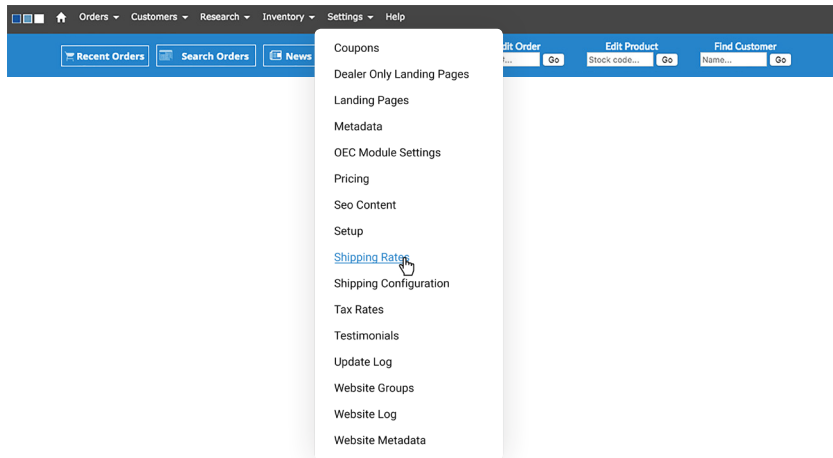 Orders Customers Research Inventory Settings Help
Recent Orders Search Orders News
dit Order Edit Product Find Customer
Go Stock code... Go Name... Go
Coupons
Dealer Only Landing Pages
Landing Pages
Metadata
OEC Module Settings
Pricing
Seo Content
Setup
Shipping Rates
Shipping Configuration
Tax Rates
Testimonials
Update Log
Website Groups
Website Log
Website Metadata